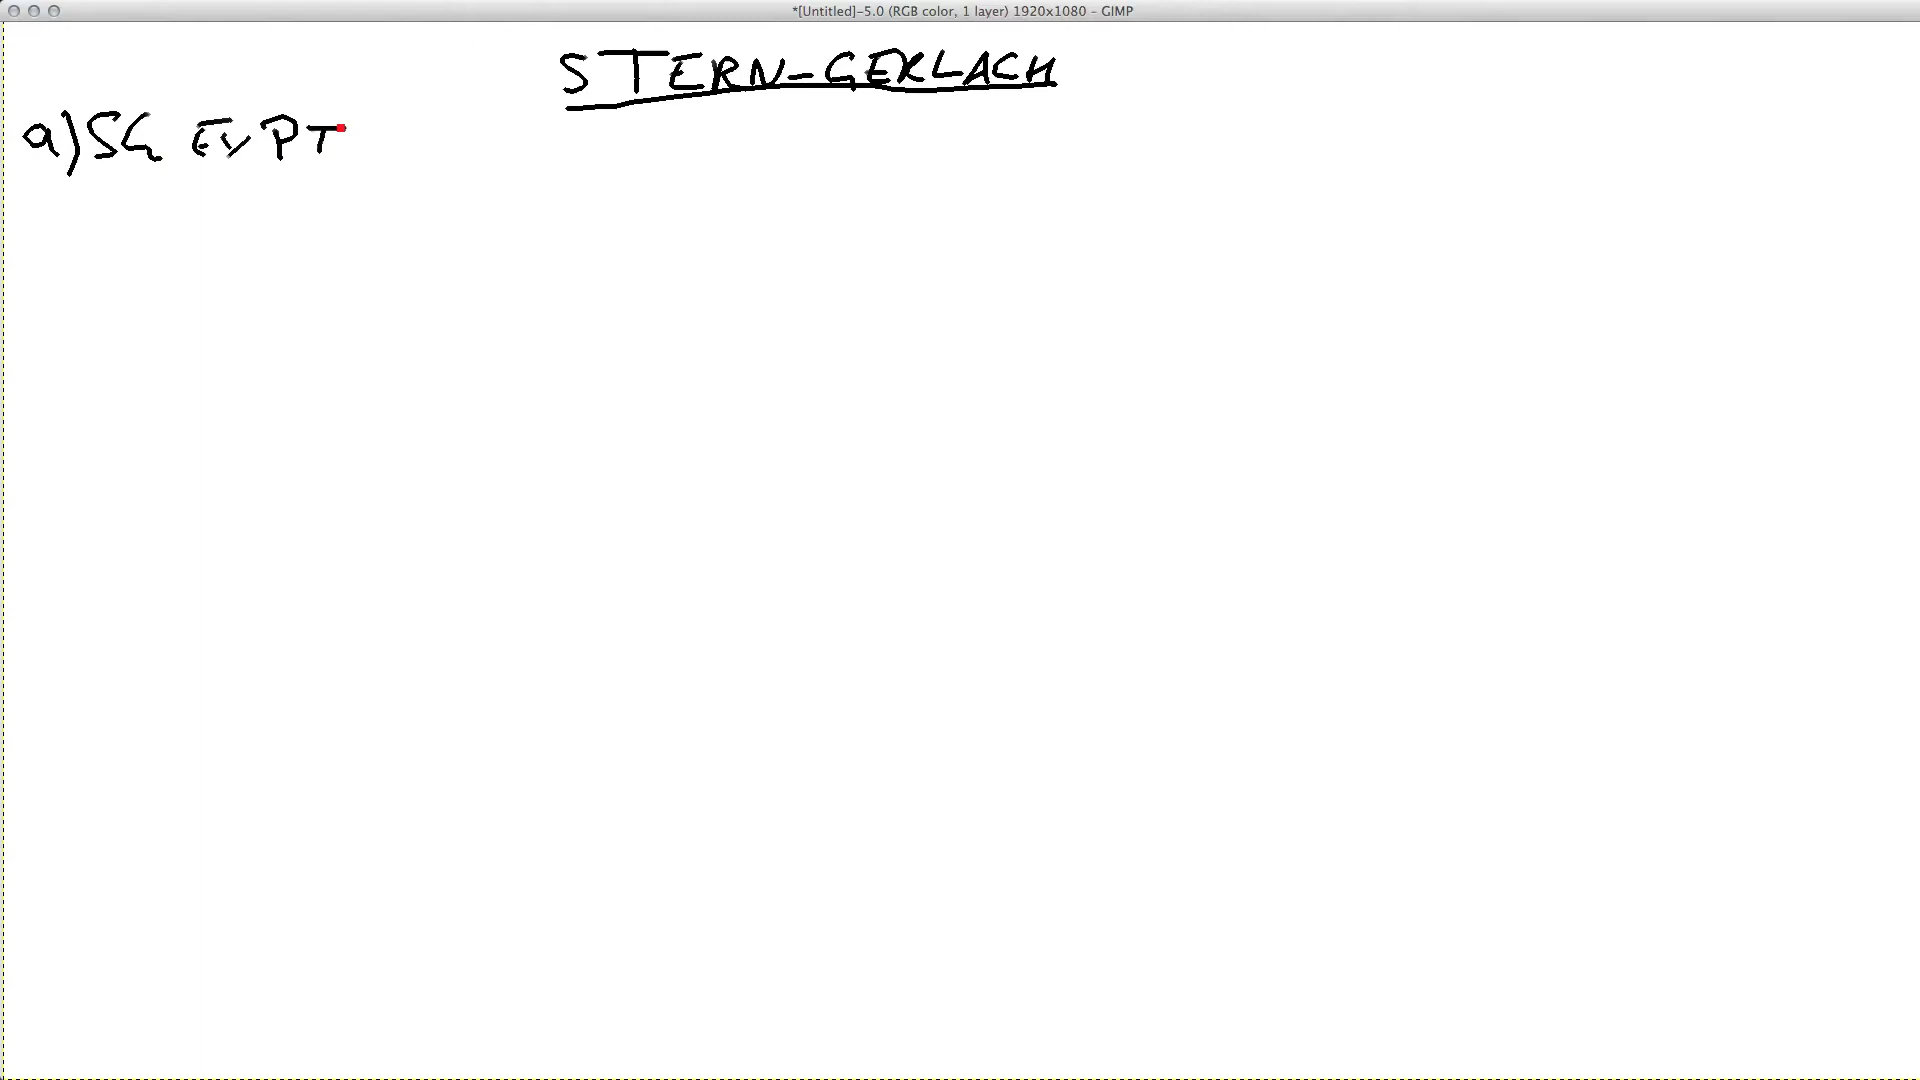 *[Untitled]-5.0 (RGB color, 1 layer) 1920x1080 – GIMP
STERN-GERLACH
a) SG EXPT